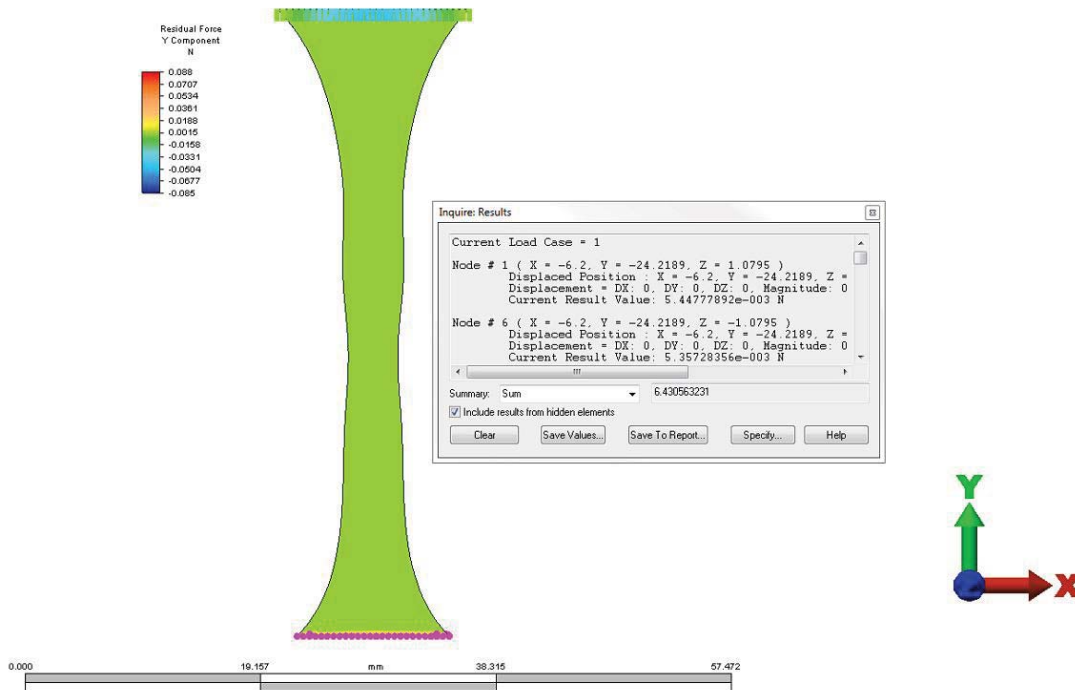 Residual Force
Y Component
N
0.088
0.0707
0.0534
0.0361
0.0188
0.0015
-0.0158
-0.0331
-0.0504
-0.0677
-0.085
Inquire: Results
Current Load Case = 1
Node # 1 ( X = -6.2, Y = -24.2189, Z = 1.0795 )
Displaced Position : X = -6.2, Y = -24.2189, Z =
Displacement = DX: 0, DY: 0, DZ: 0, Magnitude: 0
Current Result Value: 5.44777892e-003 N
Node # 6 ( X = -6.2, Y = -24.2189, Z = -1.0795 )
Displaced Position : X = -6.2, Y = -24.2189, Z =
Displacement = DX: 0, DY: 0, DZ: 0, Magnitude: 0
Current Result Value: 5.35728356e-003 N
Summary: Sum 6.430563231
Include results from hidden elements
Clear Save Values... Save To Report... Specify... Help
Y
X
0.000 19.157 mm 38.315 57.472